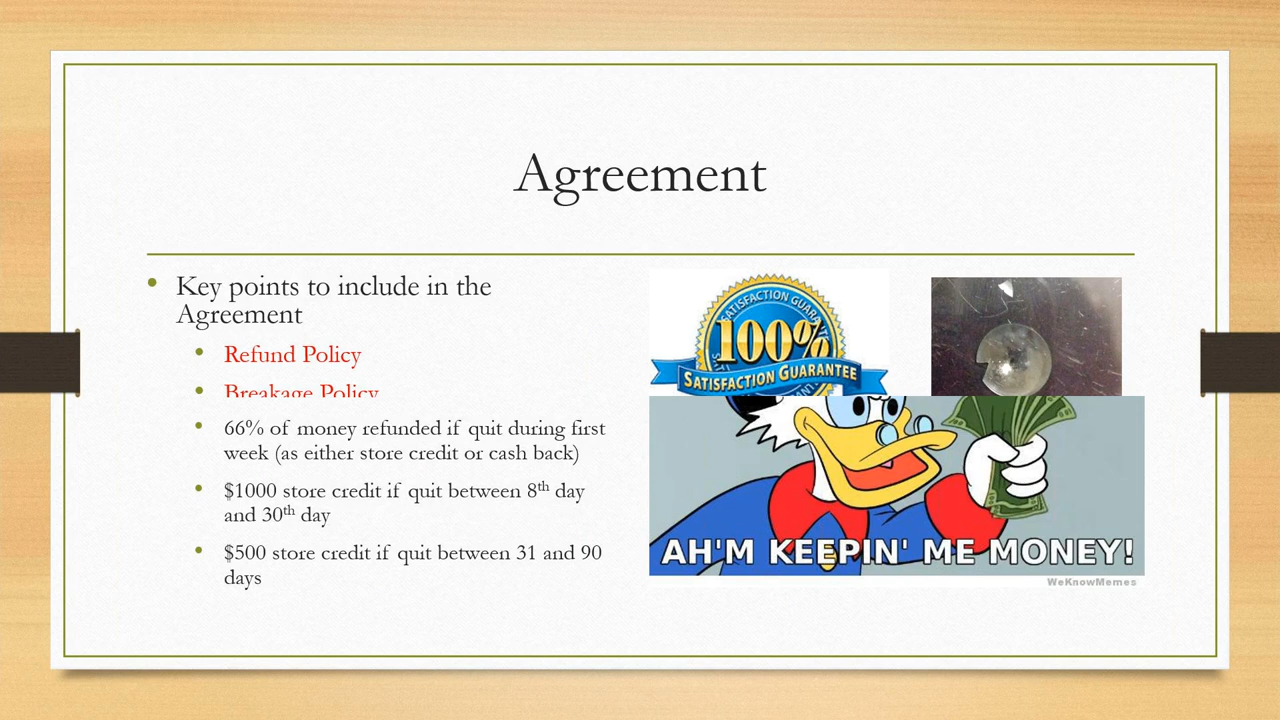 Agreement
• Key points to include in the
Agreement
• Refund Policy
• Breakage Policy
• 66% of money refunded if quit during first
week (as either store credit or cash back)
• $1000 store credit if quit between 8th day
and 30th day
• $500 store credit if quit between 31 and 90
days
SATISFACTION GUARANTEE
100%
SATISFACTION GUARANTEE
AH'M KEEPIN' ME MONEY!
WeKnowMemes